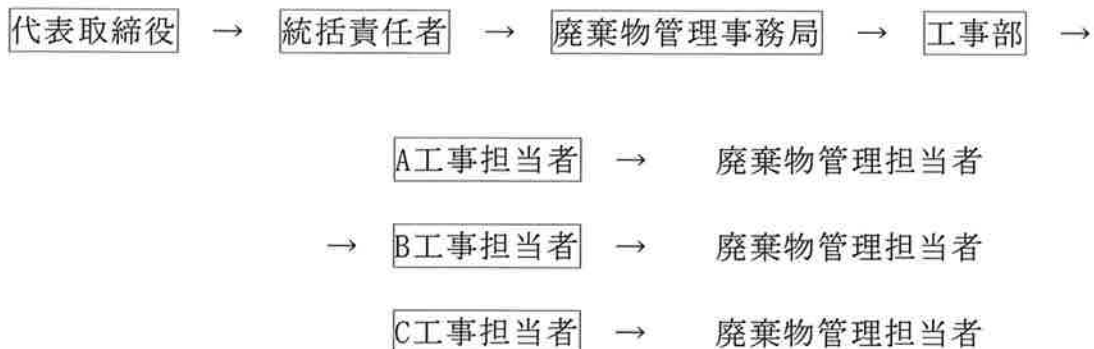 代表取締役 → 統括責任者 → 廃棄物管理事務局 → 工事部 →
A工事担当者 → 廃棄物管理担当者
→ B工事担当者 → 廃棄物管理担当者
C工事担当者 → 廃棄物管理担当者